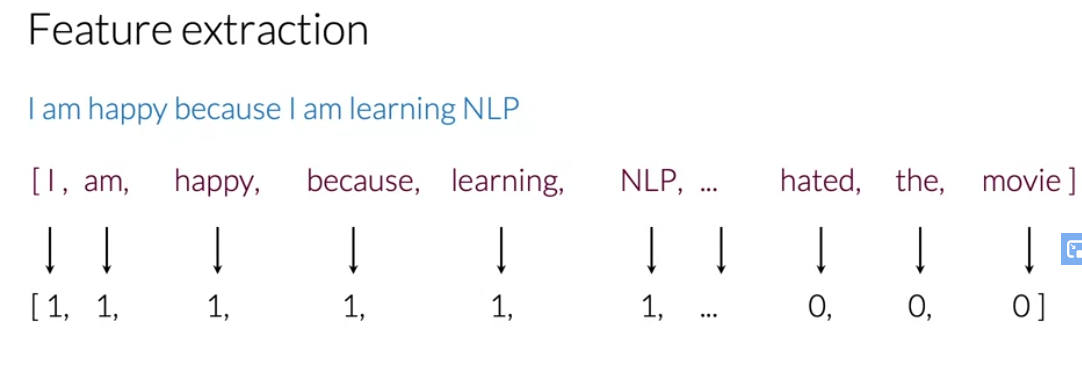 Feature extraction
I am happy because I am learning NLP
[ I, am, happy, because, learning, NLP, ... hated, the, movie ]
[ 1, 1, 1, 1, 1, 1, ... 0, 0, 0 ]